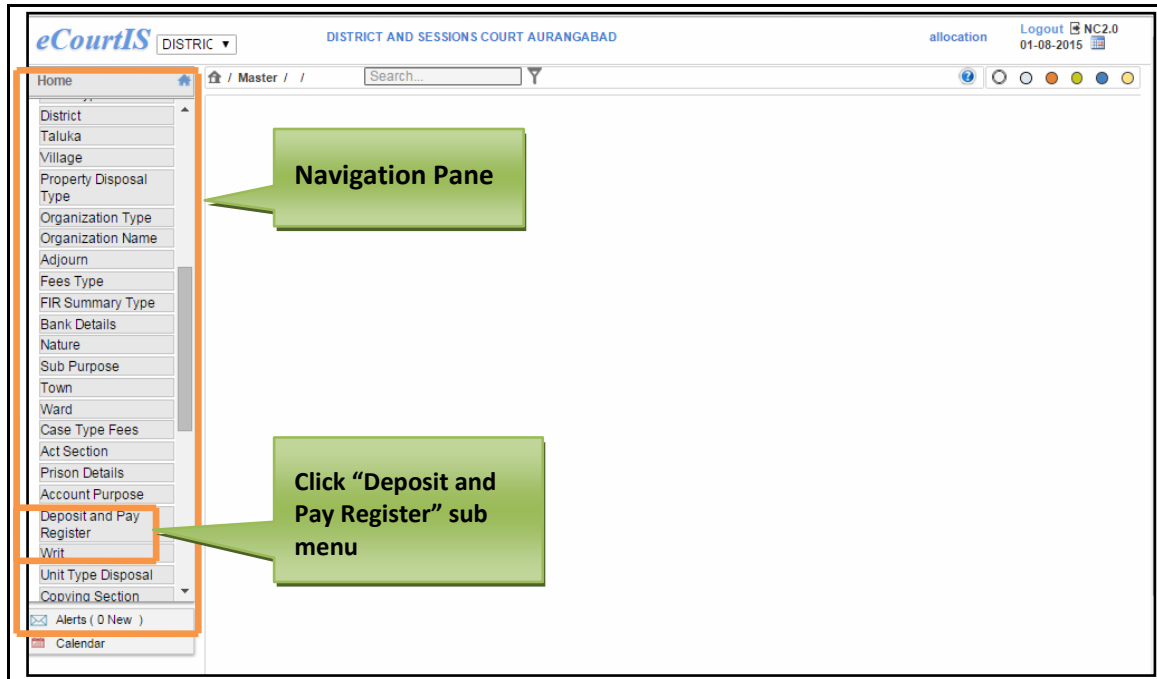 eCourtIS DISTRIC ▼ DISTRICT AND SESSIONS COURT AURANGABAD allocation Logout NC2.0
01-08-2015
Home / Master / / Search...
District
Taluka
Village
Property Disposal
Type
Organization Type
Organization Name
Adjourn
Fees Type
FIR Summary Type
Bank Details
Nature
Sub Purpose
Town
Ward
Case Type Fees
Act Section
Prison Details
Account Purpose
Deposit and Pay
Register
Writ
Unit Type Disposal
Copying Section
Alerts ( 0 New )
Calendar
Navigation Pane
Click “Deposit and
Pay Register” sub
menu